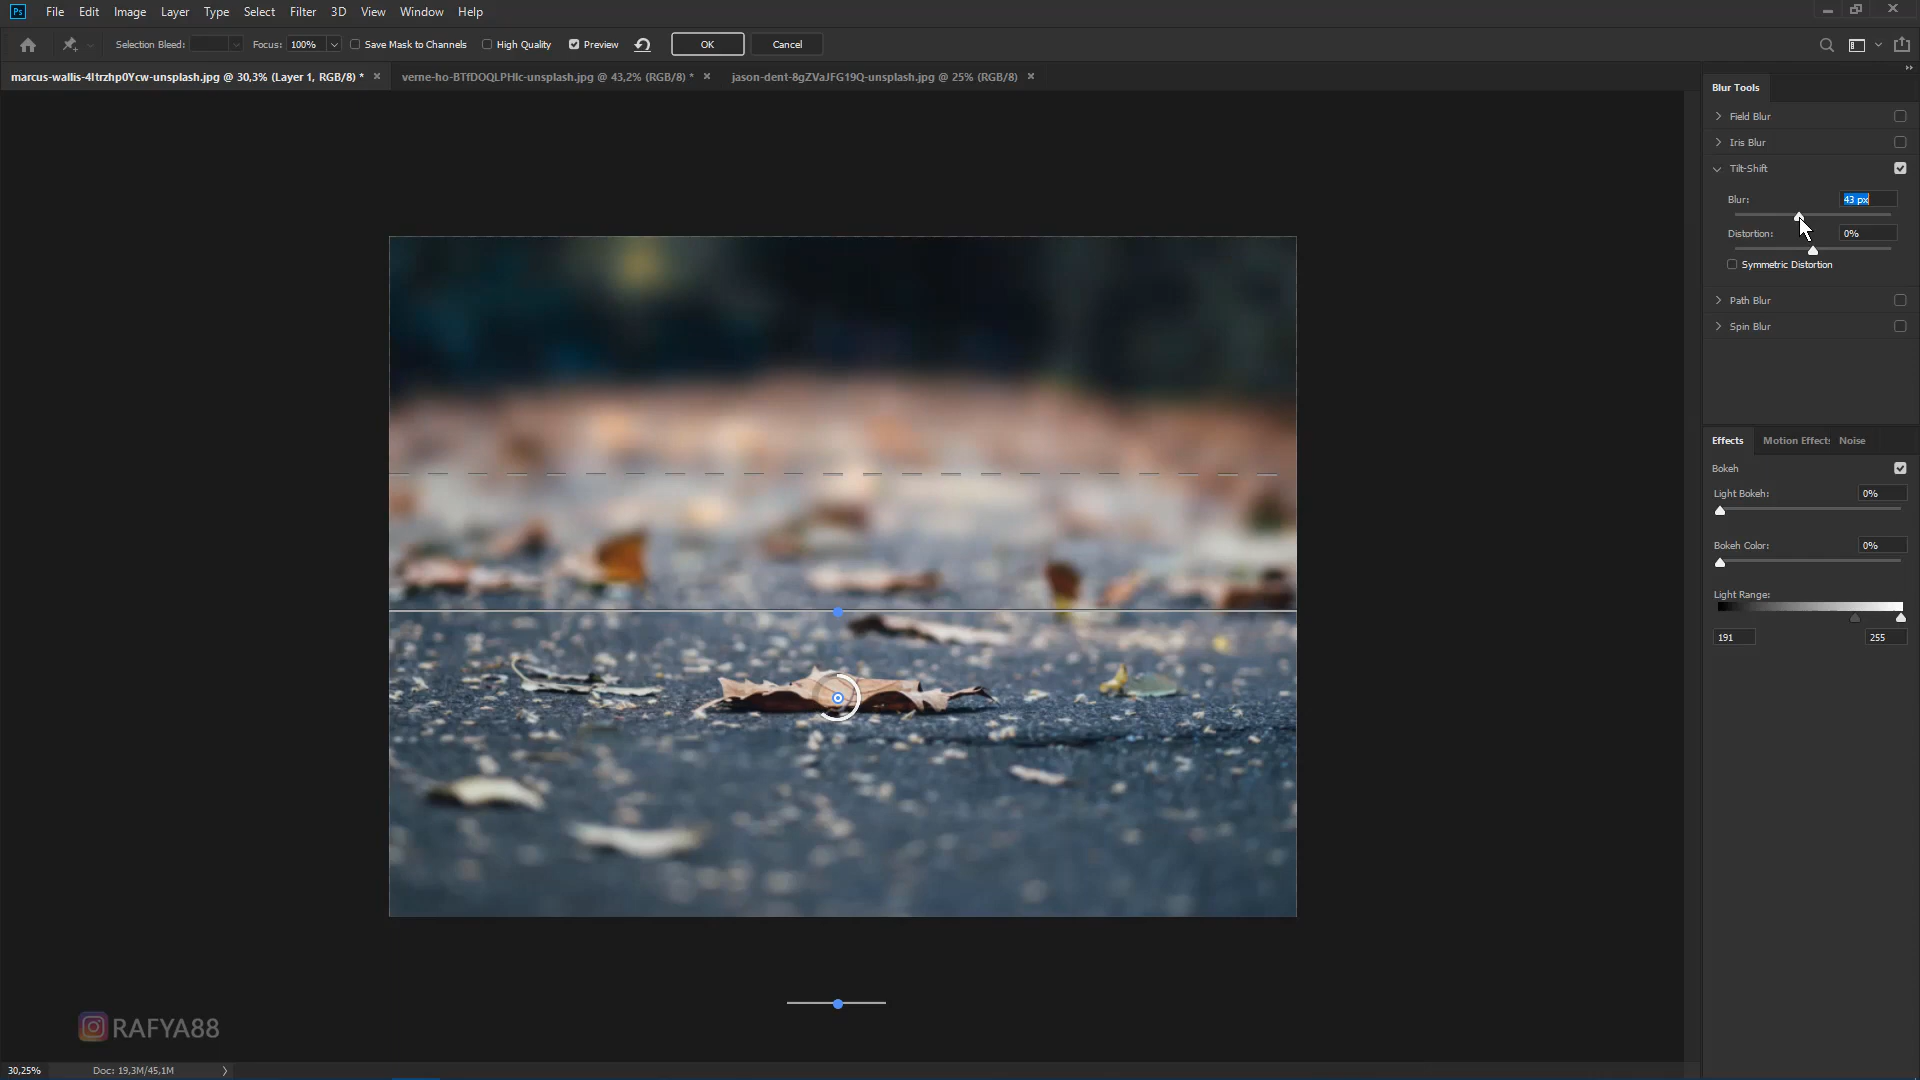 Ps File Edit Image Layer Type Select Filter 3D View Window Help
Selection Bleed: Focus: 100% Save Mask to Channels High Quality Preview OK Cancel
marcus-wallis-4Itrzhp0Ycw-unsplash.jpg @ 30,3% (Layer 1, RGB/8) * verne-ho-BTfDOQLPHIc-unsplash.jpg @ 43,2% (RGB/8) * jason-dent-8gZVaJFG19Q-unsplash.jpg @ 25% (RGB/8)
Blur Tools
Field Blur
Iris Blur
Tilt-Shift
Blur: 43 px
Distortion: 0%
Symmetric Distortion
Path Blur
Spin Blur
Effects Motion Effects Noise
Bokeh
Light Bokeh: 0%
Bokeh Color: 0%
Light Range:
191 255
RAFYA88
30,25% Doc: 19,3M/45,1M